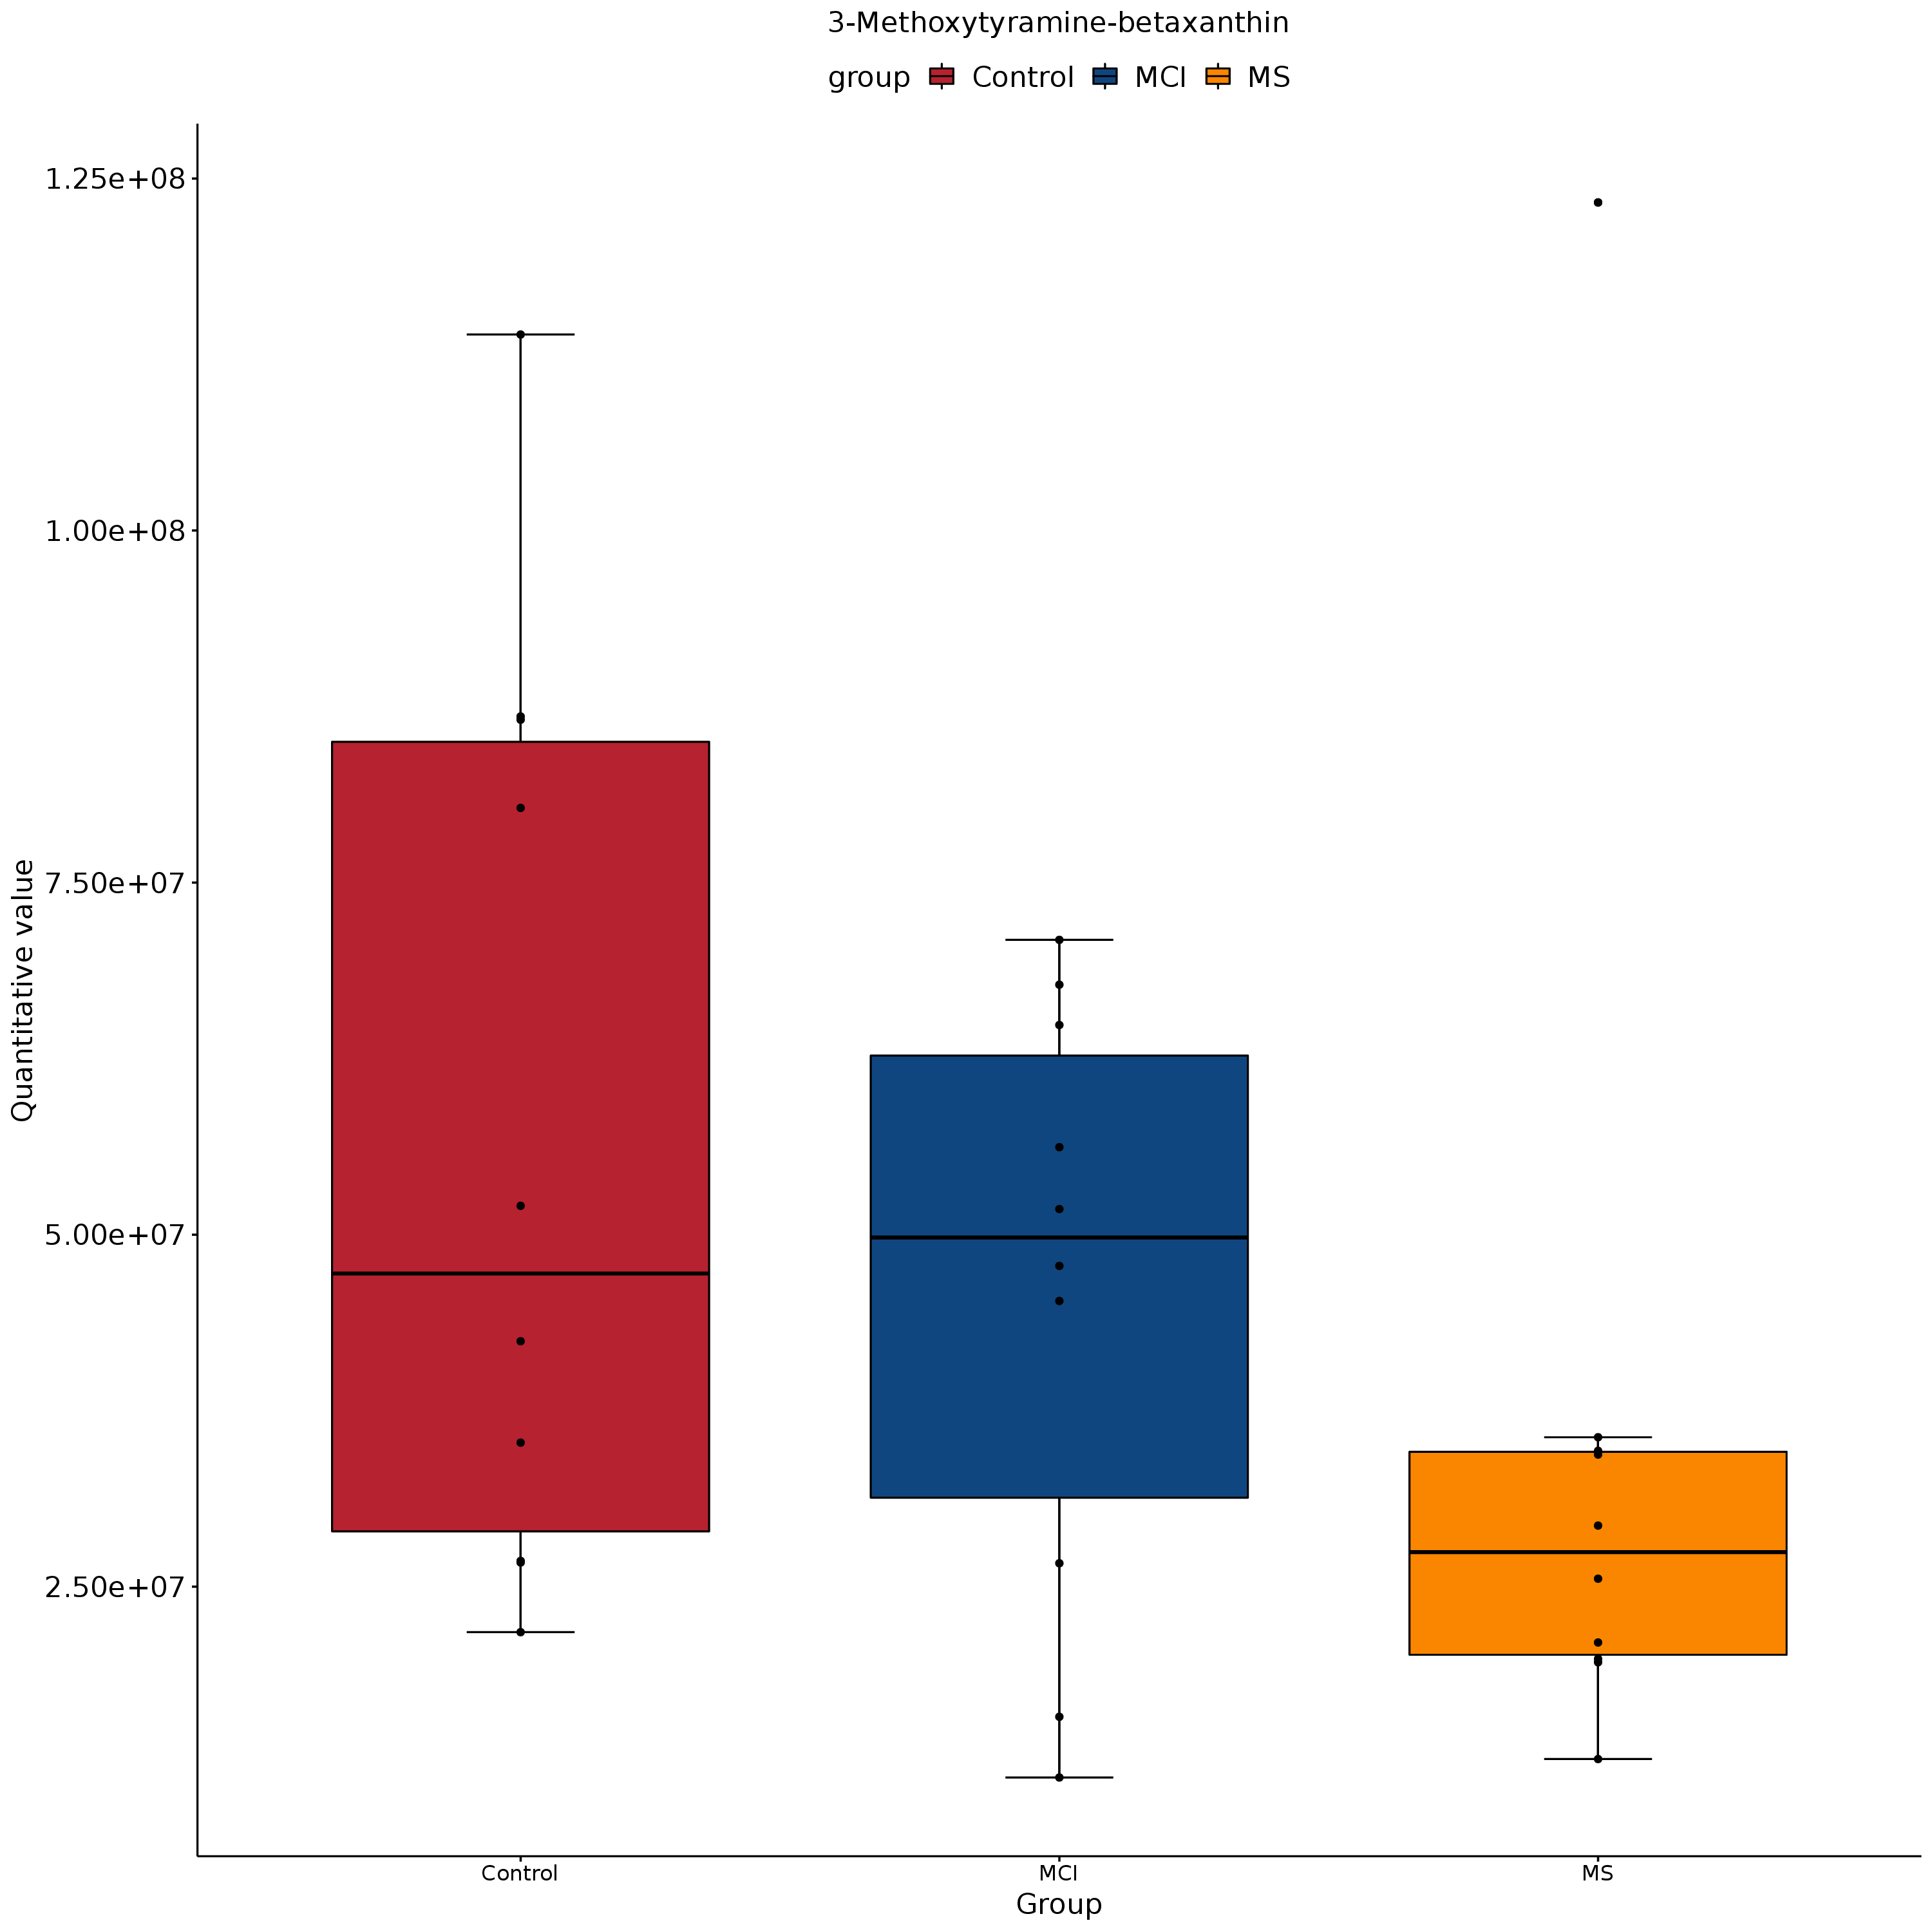 3-Methoxytyramine-betaxanthin
group Control MCI MS
1.25e+08
1.00e+08
7.50e+07
5.00e+07
2.50e+07
Quantitative value
Control MCI MS
Group